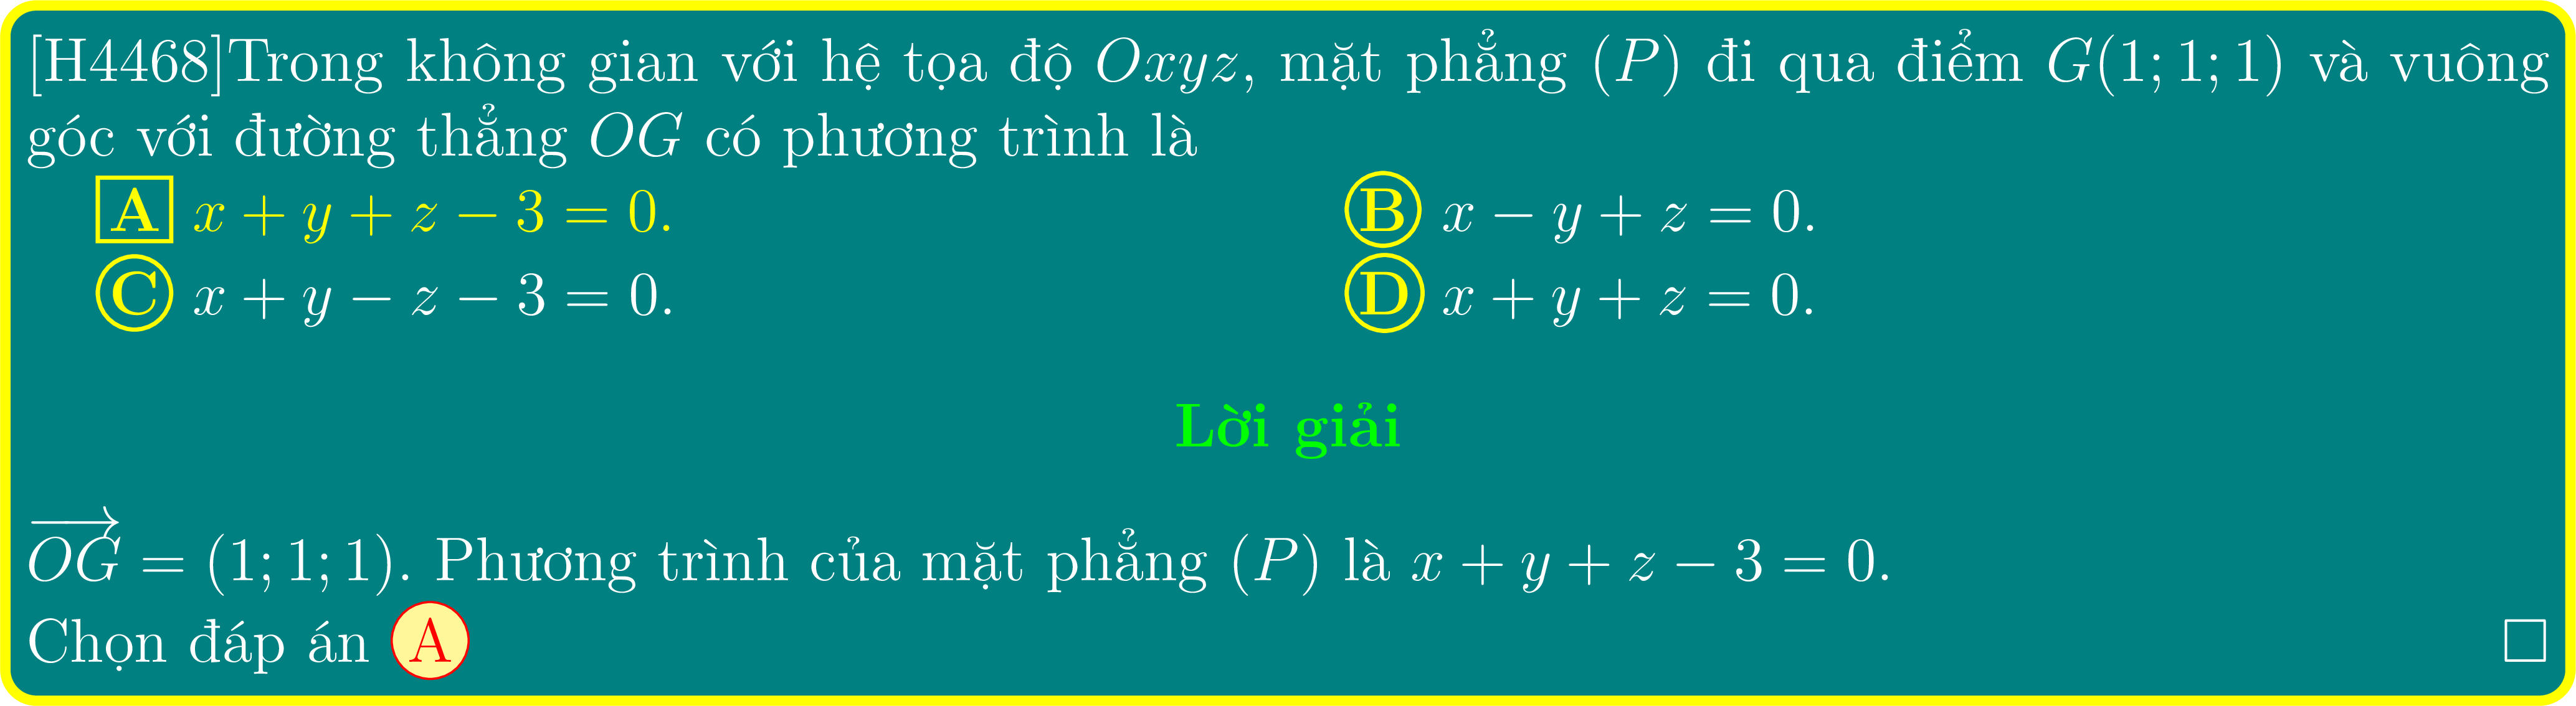 [H4468]Trong không gian với hệ tọa độ Oxyz, mặt phẳng (P) đi qua điểm G(1; 1; 1) và vuông
góc với đường thẳng OG có phương trình là
A x + y + z − 3 = 0. B x − y + z = 0.
C x + y − z − 3 = 0. D x + y + z = 0.
Lời giải
$\overrightarrow{OG}$ = (1; 1; 1). Phương trình của mặt phẳng (P) là x + y + z − 3 = 0.
Chọn đáp án A □